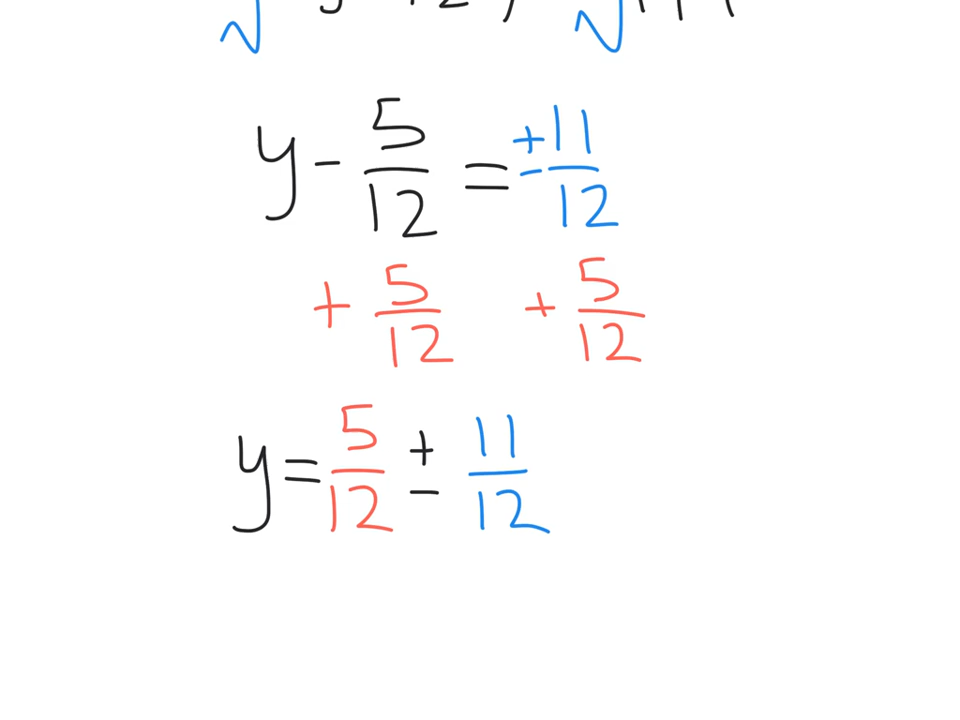 y - 5/12 = ± 11/12
+ 5/12 + 5/12
y = 5/12 ± 11/12